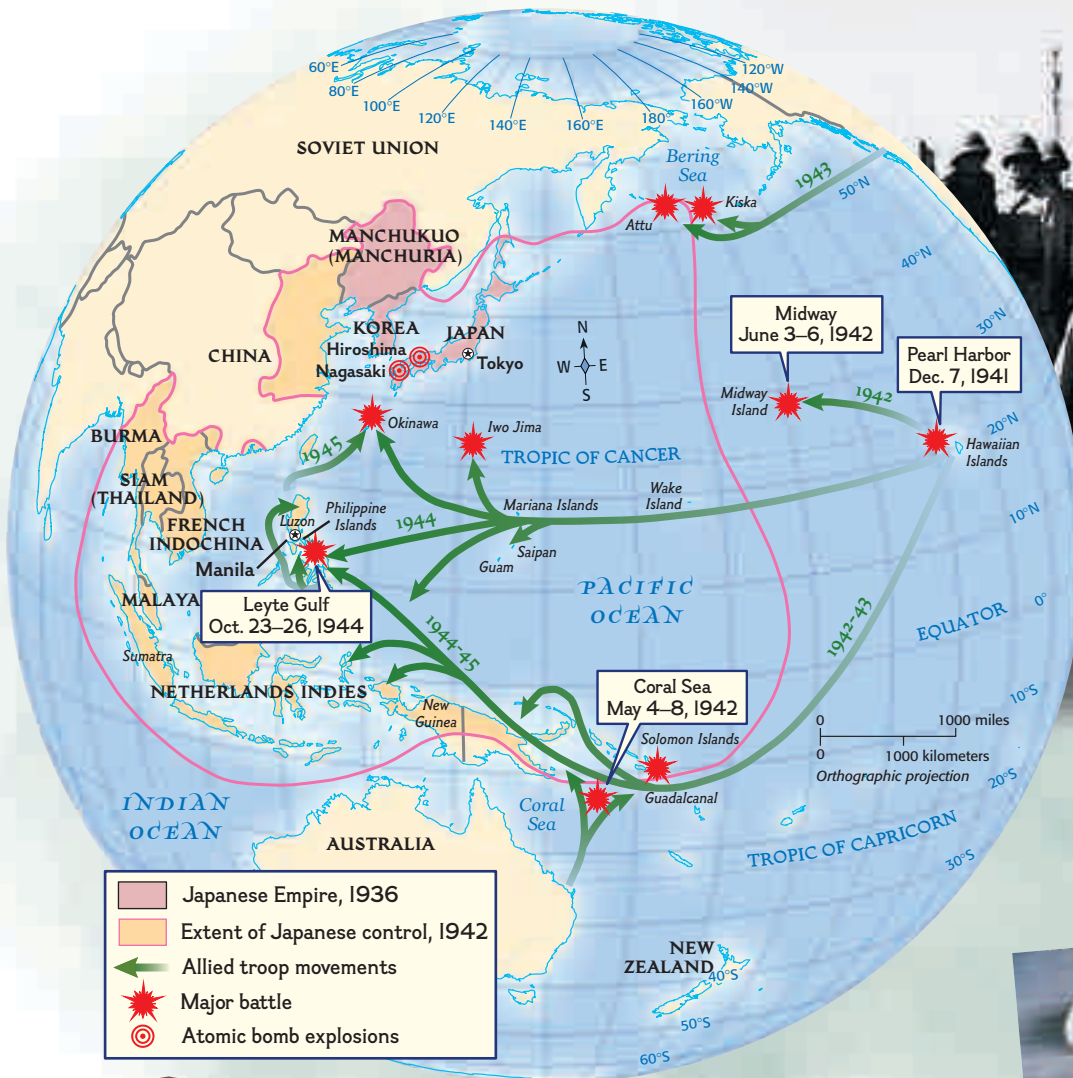 60°E
80°E
100°E
120°E
140°E
160°E
180°
160°W
140°W
120°W
SOVIET UNION
Bering
Sea
1943
50°N
Attu
Kiska
MANCHUKUO
(MANCHURIA)
40°N
30°N
Midway
June 3–6, 1942
Pearl Harbor
Dec. 7, 1941
CHINA
KOREA
JAPAN
Hiroshima
Nagasaki
Tokyo
N
W
E
S
Midway
Island
1942
20°N
Hawaiian
Islands
Okinawa
Iwo Jima
BURMA
1945
TROPIC OF CANCER
SIAM
(THAILAND)
Philippine
Islands
Luzon
1944
Mariana Islands
Wake
Island
10°N
FRENCH
INDOCHINA
Manila
Saipan
Guam
MALAYA
Leyte Gulf
Oct. 23–26, 1944
PACIFIC
OCEAN
EQUATOR
0°
1944-45
1942-43
Sumatra
NETHERLANDS INDIES
New
Guinea
Coral Sea
May 4–8, 1942
Solomon Islands
10°S
0
1000 miles
0
1000 kilometers
Orthographic projection
20°S
INDIAN
OCEAN
Coral
Sea
Guadalcanal
AUSTRALIA
TROPIC OF CAPRICORN
30°S
Japanese Empire, 1936
Extent of Japanese control, 1942
Allied troop movements
Major battle
Atomic bomb explosions
NEW
ZEALAND
40°S
50°S
60°S